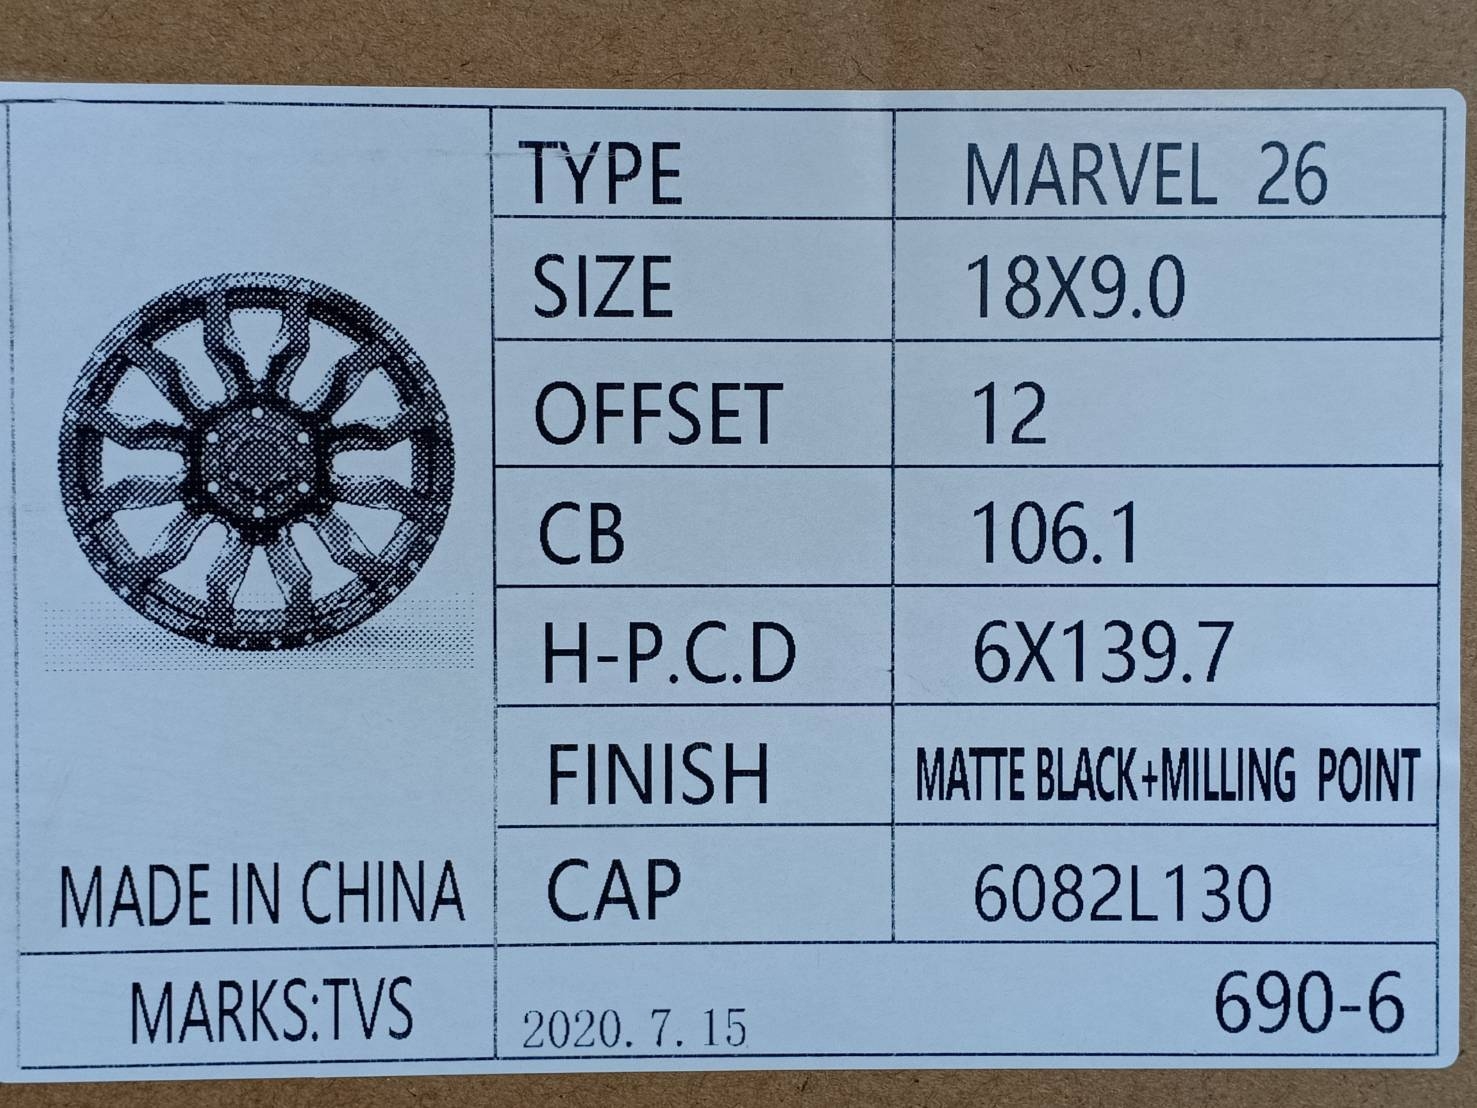 TYPE MARVEL 26
SIZE 18X9.0
OFFSET 12
CB 106.1
H-P.C.D 6X139.7
FINISH MATTE BLACK+MILLING POINT
MADE IN CHINA CAP 6082L130
MARKS:TVS 2020.7.15 690-6